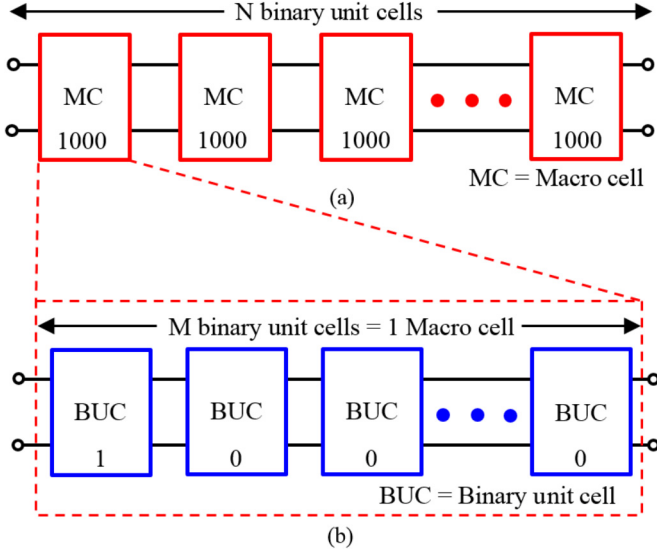 N binary unit cells
MC MC MC MC
1000 1000 1000 1000
MC = Macro cell
(a)
M binary unit cells = 1 Macro cell
BUC BUC BUC BUC
1 0 0 0
BUC = Binary unit cell
(b)